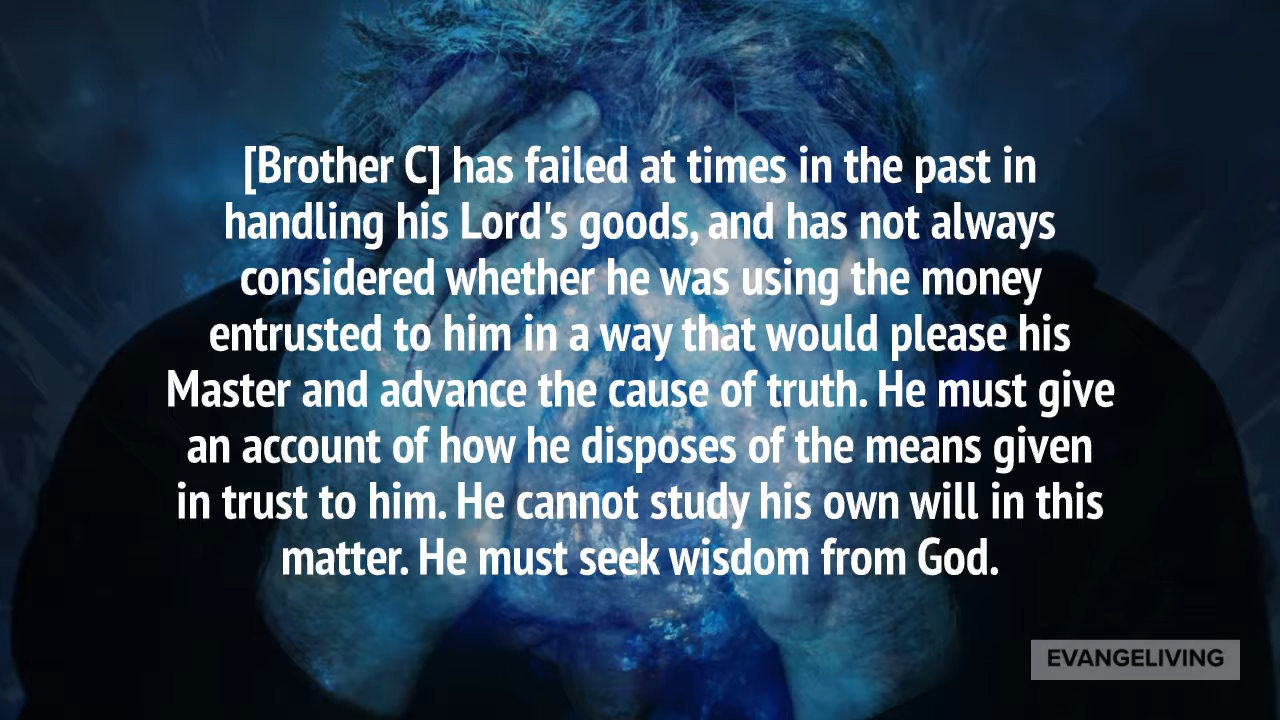 [Brother C] has failed at times in the past in
handling his Lord's goods, and has not always
considered whether he was using the money
entrusted to him in a way that would please his
Master and advance the cause of truth. He must give
an account of how he disposes of the means given
in trust to him. He cannot study his own will in this
matter. He must seek wisdom from God.
EVANGELIVING